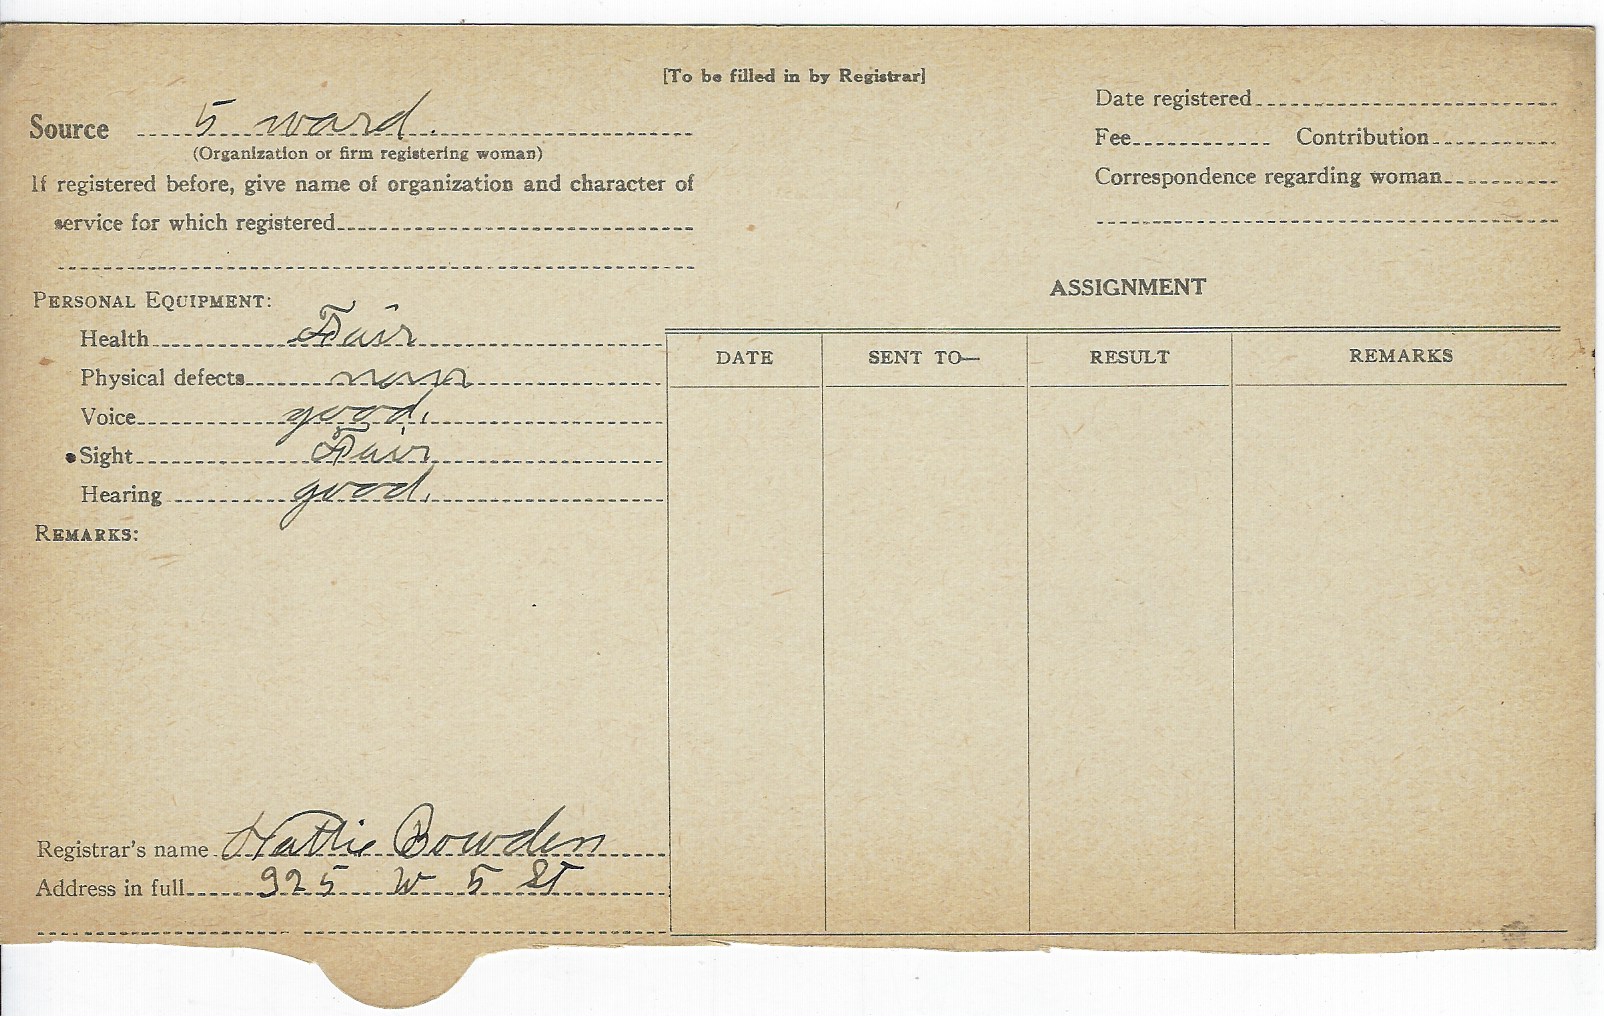 [To be filled in by Registrar]
Source 5 ward.
(Organization or firm registering woman)
If registered before, give name of organization and character of
service for which registered
Date registered
Fee Contribution
Correspondence regarding woman
PERSONAL EQUIPMENT:
Health Fair
Physical defects none
Voice good.
Sight Fair
Hearing good.
REMARKS:
Registrar's name Hattie Bowden
Address in full 925 W 5 St
ASSIGNMENT
DATE SENT TO— RESULT REMARKS